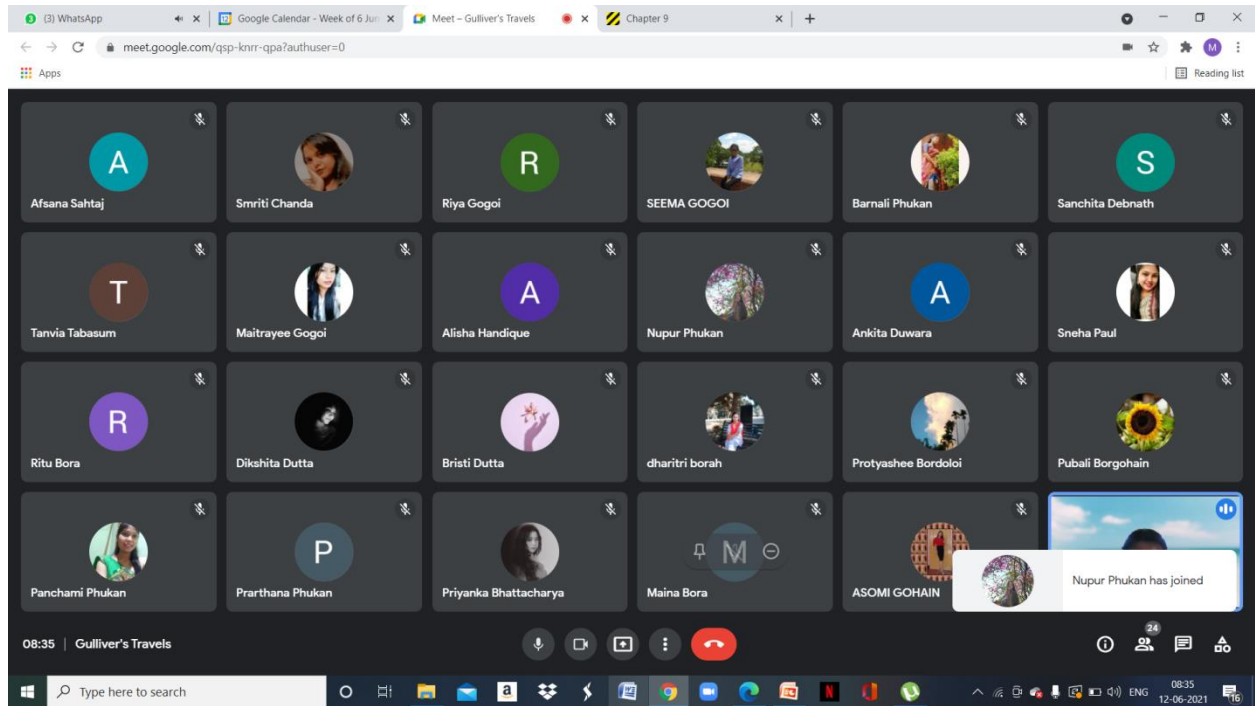 (3) WhatsApp
Google Calendar - Week of 6 Jun
Meet – Gulliver's Travels
Chapter 9
meet.google.com/qsp-knrr-qpa?authuser=0
M
Apps
Reading list
A
Afsana Sahtaj
Smriti Chanda
R
Riya Gogoi
SEEMA GOGOI
Barnali Phukan
S
Sanchita Debnath
T
Tanvia Tabasum
Maitrayee Gogoi
A
Alisha Handique
Nupur Phukan
A
Ankita Duwara
Sneha Paul
R
Ritu Bora
Dikshita Dutta
Bristi Dutta
dharitri borah
Protyashee Bordoloi
Pubali Borgohain
Panchami Phukan
P
Prarthana Phukan
Priyanka Bhattacharya
M
Maina Bora
ASOMI GOHAIN
Nupur Phukan has joined
08:35 | Gulliver's Travels
24
Type here to search
a
N
ENG
08:35
12-06-2021
16